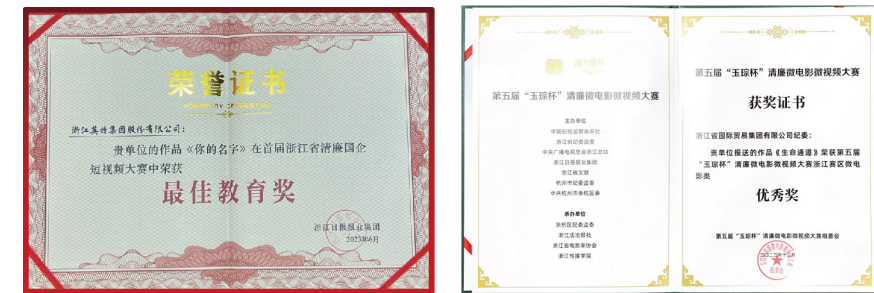 荣誉证书
浙江英特集团股份有限公司：
贵单位的作品《你的名字》在首届浙江省清廉国企
短视频大赛中荣获
最佳教育奖
浙江日报报业集团
2023年6月
第五届“玉琮杯”清廉微电影微视频大赛
主办单位
中国纪检监察杂志社
浙江省纪委监委
中央广播电视总台浙江总站
浙江日报报业集团
浙江省文联
杭州市纪委监委
中共杭州市余杭区委
承办单位
余杭区纪委监委
浙江法治报社
浙江省电影家协会
浙江传媒学院
第五届“玉琮杯”清廉微电影微视频大赛
获奖证书
浙江省国际贸易集团有限公司纪委：
贵单位报送的作品《生命通道》荣获第五届
“玉琮杯”清廉微电影微视频大赛浙江赛区微电
影类
优秀奖
第五届“玉琮杯”清廉微电影微视频大赛组委会